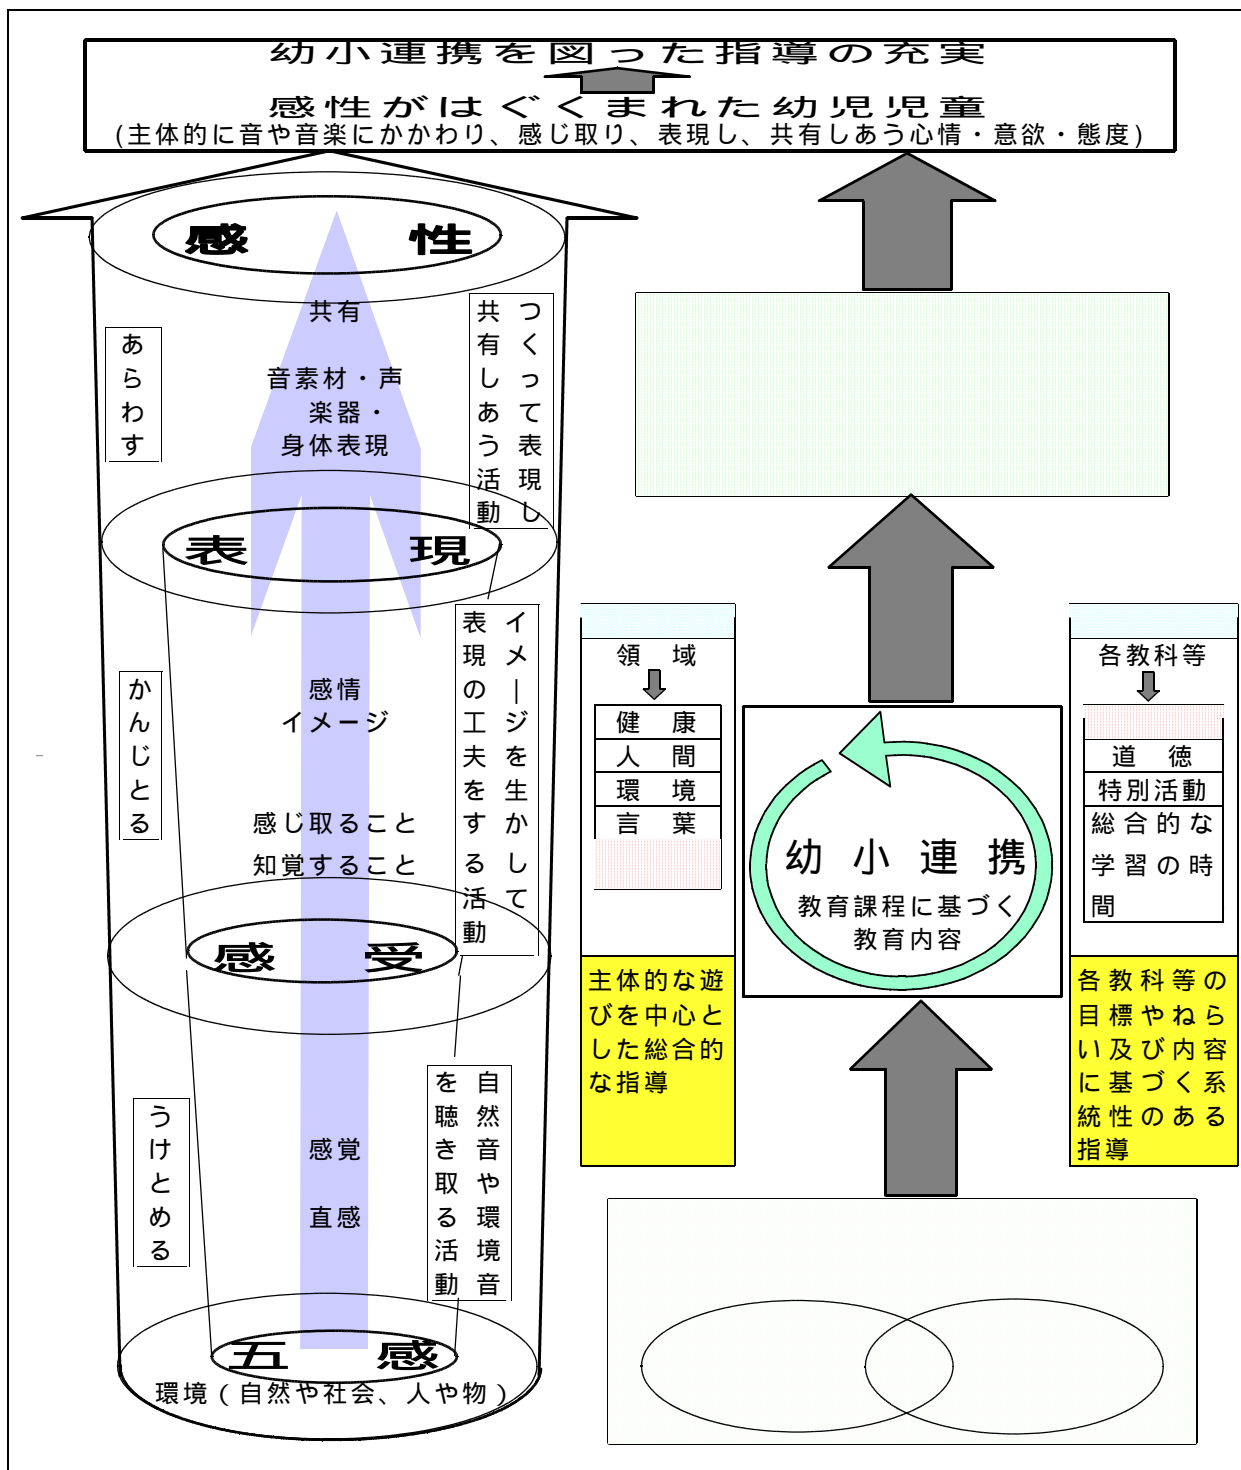 幼小連携を図った指導の充実
感性がはぐくまれた幼児児童
(主体的に音や音楽にかかわり、感じ取り、表現し、共有しあう心情・意欲・態度)
感　性
共有
音素材・声
楽器・
身体表現
あらわす
つくって表現し
共有しあう活動
表　現
感情
イメージ
感じ取ること
知覚すること
かんじとる
イメージを生かして
表現の工夫をする活動
感　受
感覚
直感
うけとめる
自然音や環境音
を聴き取る活動
五　感
環境（自然や社会、人や物）
領　域
健　康
人　間
環　境
言　葉
主体的な遊
びを中心と
した総合的
な指導
幼小連携
教育課程に基づく
教育内容
各教科等
道　徳
特別活動
総合的な
学習の時
間
各教科等の
目標やねら
い及び内容
に基づく系
統性のある
指導